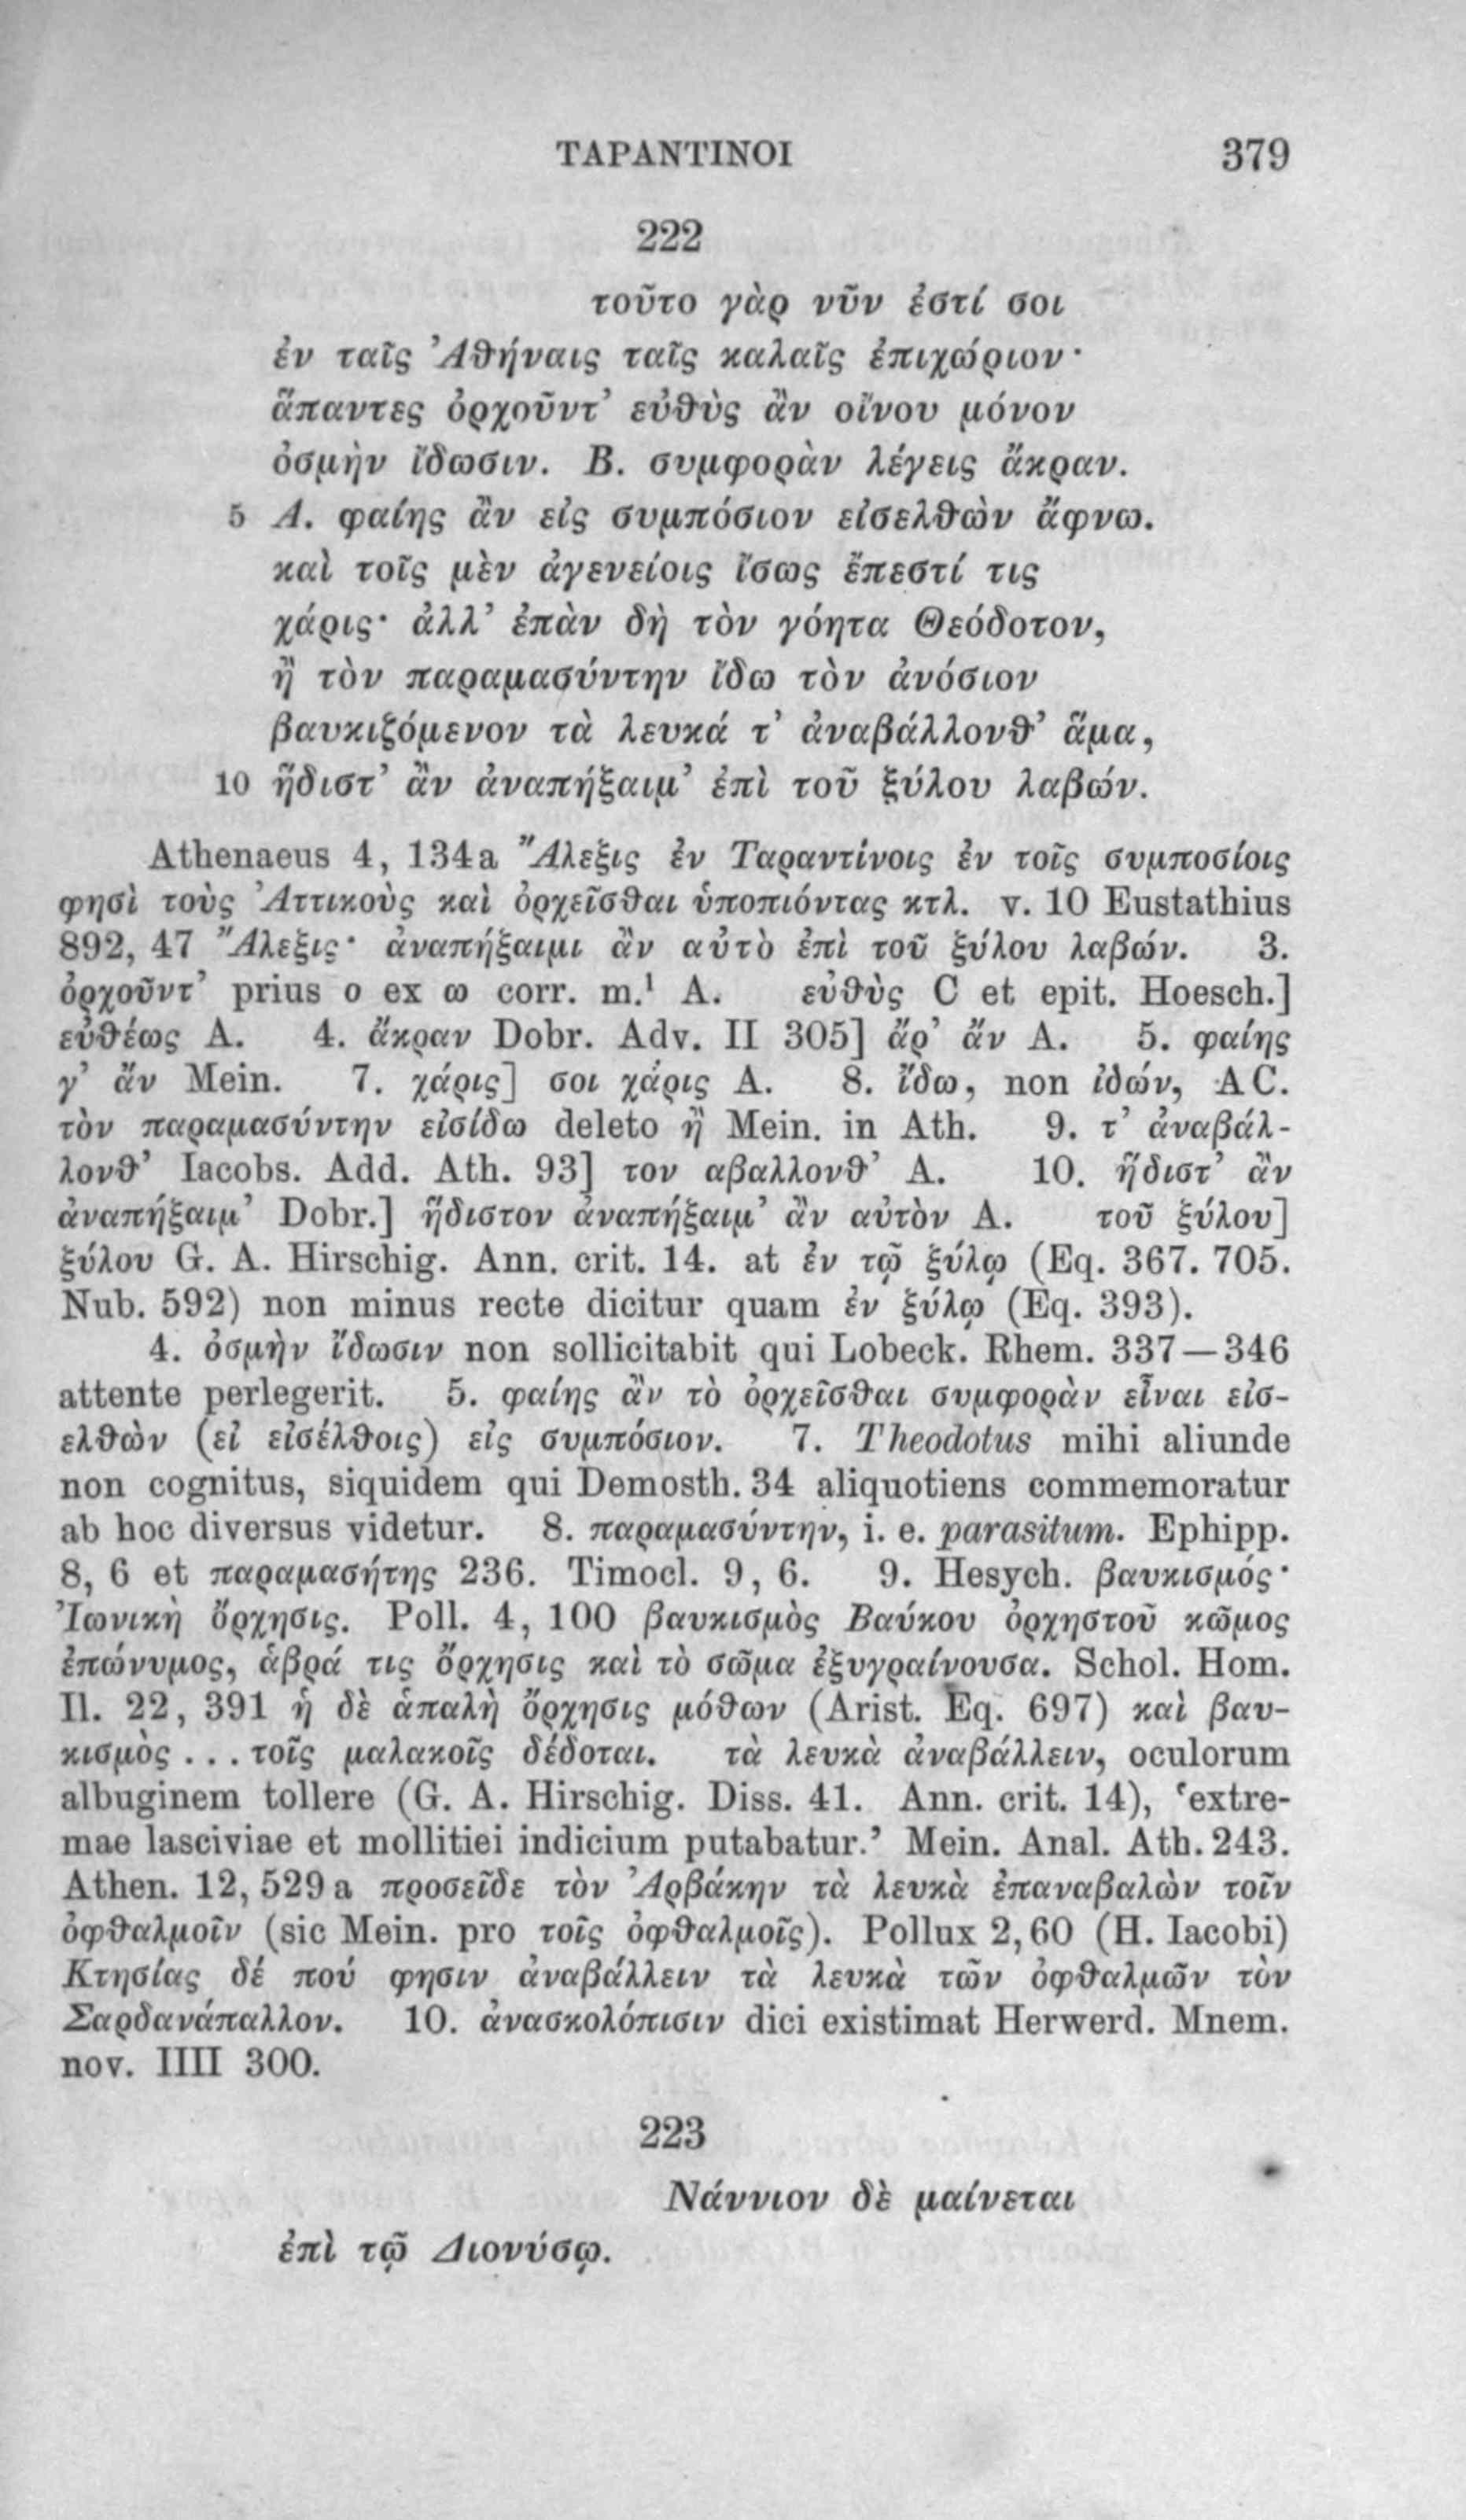 ΤΑΡΑΝΤΙΝΟΙ 379
222
τοῦτο γὰρ νῦν ἐστί σοι
ἐν ταῖς Ἀθήναις ταῖς καλαῖς ἐπιχώριον·
ἅπαντες ὀρχοῦντ’ εὐθὺς ἂν οἴνου μόνον
ὀσμὴν ἴδωσιν. Β. συμφορὰν λέγεις ἄκραν.
5 Α. φαίης ἂν εἰς συμπόσιον εἰσελθὼν ἄφνω.
καὶ τοῖς μὲν ἀγενείοις ἴσως ἔπεστί τις
χάρις· ἀλλ’ ἐπὰν δὴ τὸν γόητα Θεόδοτον,
ἢ τὸν παραμασύντην ἴδω τὸν ἀνόσιον
βαυκιζόμενον τὰ λευκά τ’ ἀναβάλλονθ’ ἅμα,
10 ἥδιστ’ ἂν ἀναπήξαιμ’ ἐπὶ τοῦ ξύλου λαβών.
Athenaeus 4, 134a Ἄλεξις ἐν Ταραντίνοις ἐν τοῖς συμποσίοις
φησὶ τοὺς Ἀττικοὺς καὶ ὀρχεῖσθαι ὑποπιόντας κτλ. v. 10 Eustathius
892, 47 Ἄλεξις· ἀναπήξαιμι ἂν αὐτὸ ἐπὶ τοῦ ξύλου λαβών. 3.
ὀρχοῦντ’ prius o ex ω corr. m.¹ A. εὐθὺς C et epit. Hoesch.]
εὐθέως A. 4. ἄκραν Dobr. Adv. II 305] ἄρ’ ἄν A. 5. φαίης
γ’ ἄν Mein. 7. χάρις] σοι χάρις A. 8. ἴδω, non ἰδών, AC.
τὸν παραμασύντην εἰσίδω deleto ἢ Mein. in Ath. 9. τ’ ἀναβάλ-
λονθ’ Iacobs. Add. Ath. 93] τον αβαλλονθ’ A. 10. ἥδιστ’ ἂν
ἀναπήξαιμ’ Dobr.] ἥδιστον ἀναπήξαιμ’ ἂν αὐτὸν A. τοῦ ξύλου]
ξύλου G. A. Hirschig. Ann. crit. 14. at ἐν τῷ ξύλῳ (Eq. 367. 705.
Nub. 592) non minus recte dicitur quam ἐν ξύλῳ (Eq. 393).
4. ὀσμὴν ἴδωσιν non sollicitabit qui Lobeck. Rhem. 337—346
attente perlegerit. 5. φαίης ἂν τὸ ὀρχεῖσθαι συμφορὰν εἶναι εἰσ-
ελθὼν (εἰ εἰσέλθοις) εἰς συμπόσιον. 7. Theodotus mihi aliunde
non cognitus, siquidem qui Demosth. 34 aliquotiens commemoratur
ab hoc diversus videtur. 8. παραμασύντην, i. e. parasitum. Ephipp.
8, 6 et παραμασήτης 236. Timocl. 9, 6. 9. Hesych. βαυκισμός·
Ἰωνικὴ ὄρχησις. Poll. 4, 100 βαυκισμὸς Βαύκου ὀρχηστοῦ κῶμος
ἐπώνυμος, ἁβρά τις ὄρχησις καὶ τὸ σῶμα ἐξυγραίνουσα. Schol. Hom.
Il. 22, 391 ἡ δὲ ἁπαλὴ ὄρχησις μόθων (Arist. Eq. 697) καὶ βαυ-
κισμὸς ... τοῖς μαλακοῖς δέδοται. τὰ λευκὰ ἀναβάλλειν, oculorum
albuginem tollere (G. A. Hirschig. Diss. 41. Ann. crit. 14), ‘extre-
mae lasciviae et mollitiei indicium putabatur.’ Mein. Anal. Ath. 243.
Athen. 12, 529a προσεῖδε τὸν Ἀρβάκην τὰ λευκὰ ἐπαναβαλὼν τοῖν
ὀφθαλμοῖν (sic Mein. pro τοῖς ὀφθαλμοῖς). Pollux 2,60 (H. Iacobi)
Κτησίας δέ πού φησιν ἀναβάλλειν τὰ λευκὰ τῶν ὀφθαλμῶν τὸν
Σαρδανάπαλλον. 10. ἀνασκολόπισιν dici existimat Herwerd. Mnem.
nov. IIII 300.
223
Νάννιον δὲ μαίνεται
ἐπὶ τῷ Διονύσῳ.